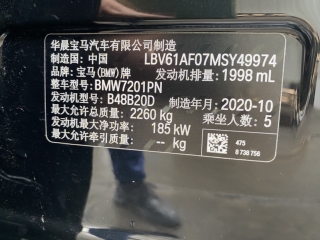 华晨宝马汽车有限公司制造
制造国: 中国 LBV61AF07MSY49974
品牌: 宝马(BMW)牌 发动机排量: 1998 mL
整车型号: BMW7201PN
发动机型号: B48B20D 制造年月: 2020-10
最大允许总质量: 2260 kg 乘坐人数: 5
发动机最大净功率: 185 kW
最大允许牵引质量: -- kg
475
8 738 756